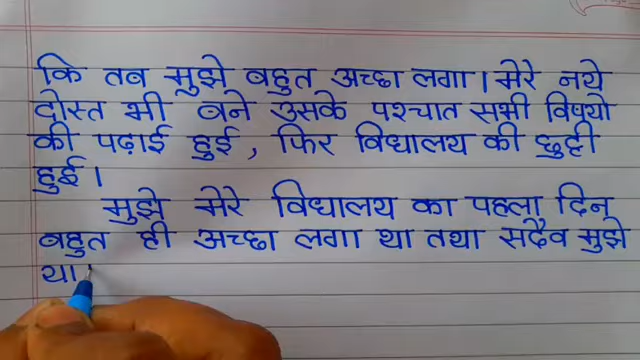 कि तब मुझे बहुत अच्छा लगा। मेरे नये
दोस्त भी बने उसके पश्चात सभी विषयो
की पढ़ाई हुई, फिर विद्यालय की छुट्टी
हुई।
मुझे मेरे विद्यालय का पहला दिन
बहुत ही अच्छा लगा था तथा सदैव मुझे
या